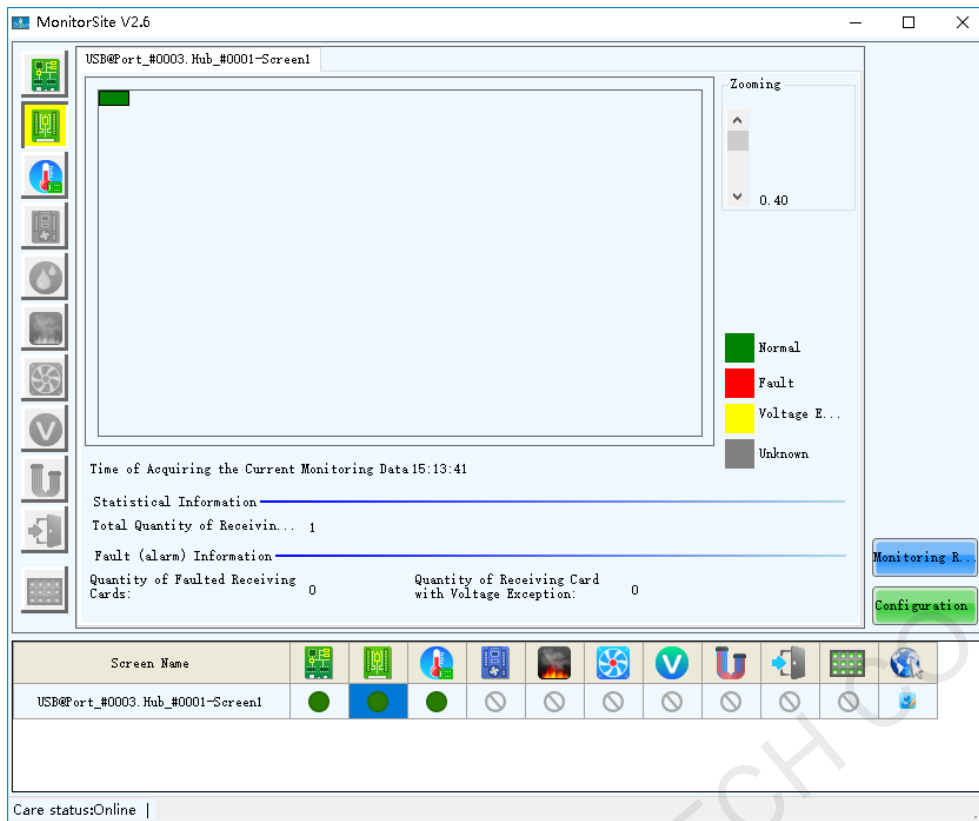 MonitorSite V2.6
USB@Port_#0003.Hub_#0001-Screen1
Zooming
0.40
Normal
Fault
Voltage E...
Unknown
Time of Acquiring the Current Monitoring Data 15:13:41
Statistical Information
Total Quantity of Receivin... 1
Fault (alarm) Information
Quantity of Faulted Receiving
Cards: 0
Quantity of Receiving Card
with Voltage Exception: 0
Monitoring R...
Configuration
Screen Name
USB@Port_#0003.Hub_#0001-Screen1
Care status:Online |
TECH CO